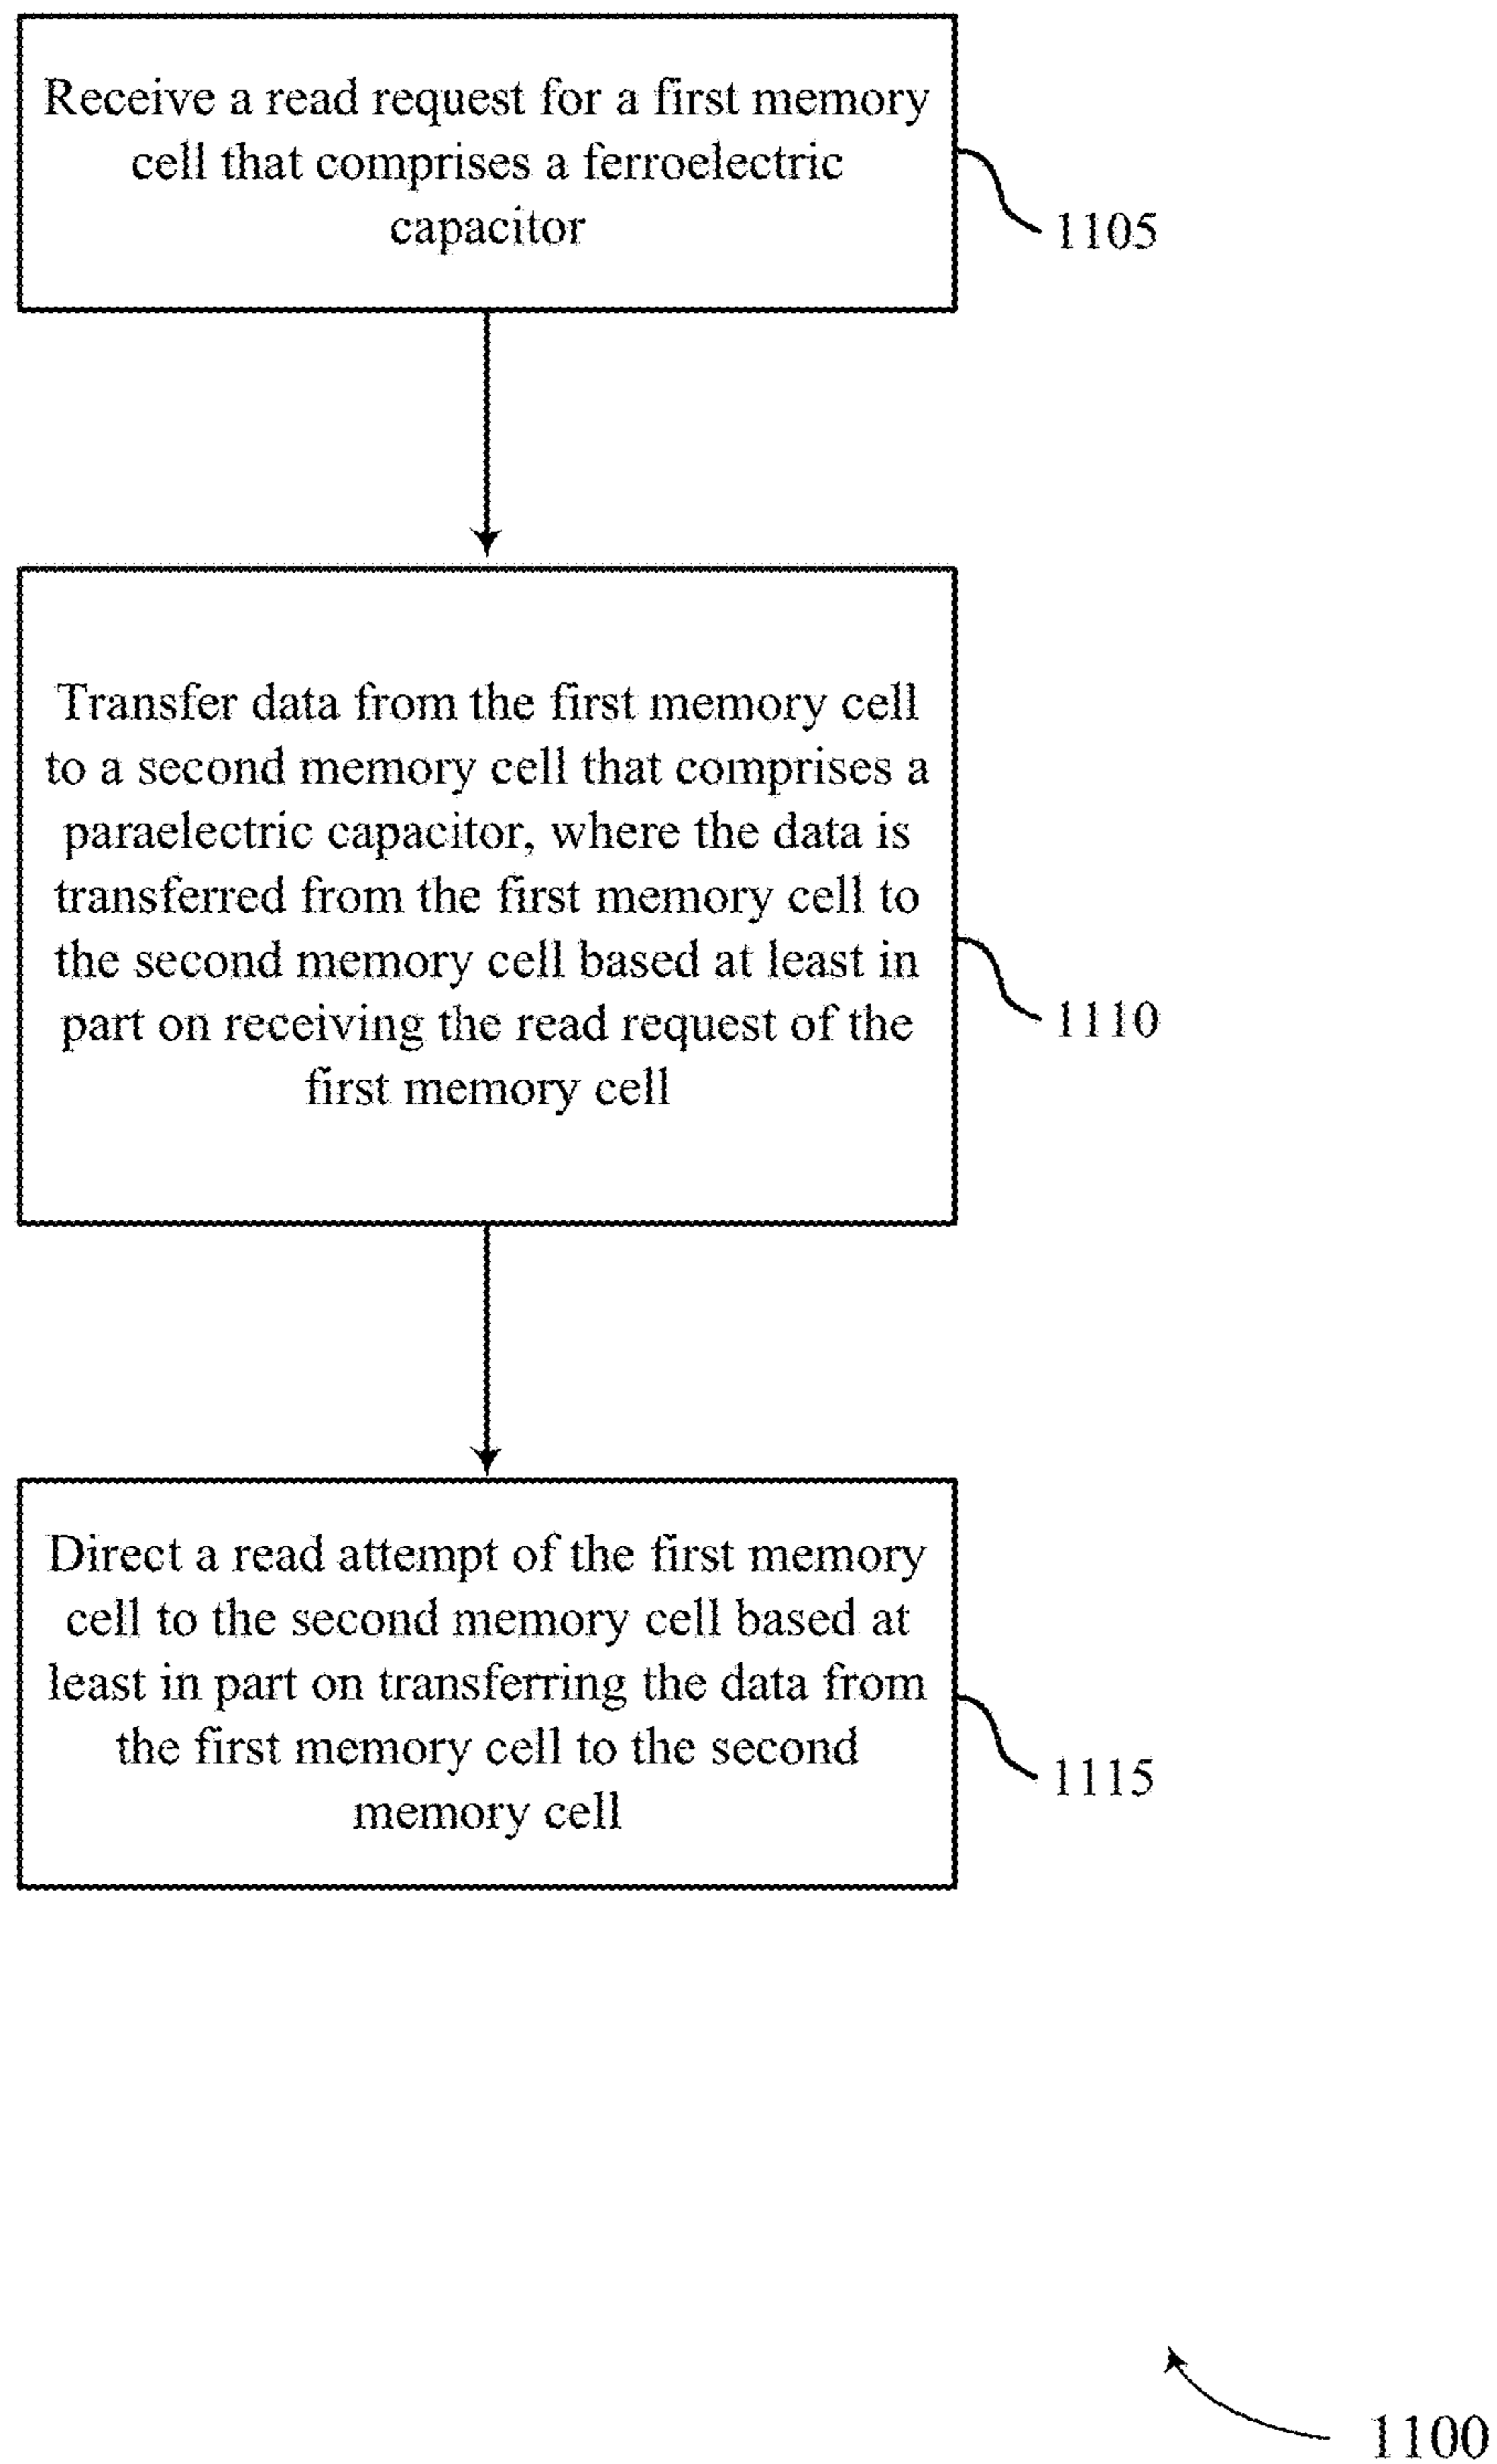 Receive a read request for a first memory
cell that comprises a ferroelectric
capacitor
1105
Transfer data from the first memory cell
to a second memory cell that comprises a
paraelectric capacitor, where the data is
transferred from the first memory cell to
the second memory cell based at least in
part on receiving the read request of the
first memory cell
1110
Direct a read attempt of the first memory
cell to the second memory cell based at
least in part on transferring the data from
the first memory cell to the second
memory cell
1115
1100